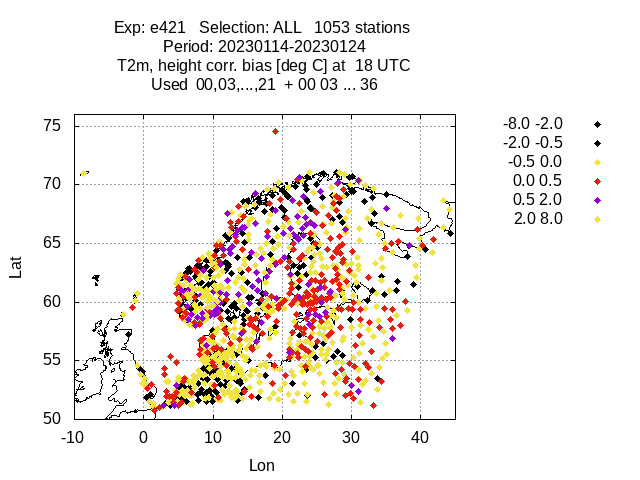 Exp: e421 Selection: ALL 1053 stations
Period: 20230114-20230124
T2m, height corr. bias [deg C] at 18 UTC
Used 00,03,...,21 + 00 03 ... 36
-8.0 -2.0
-2.0 -0.5
-0.5 0.0
0.0 0.5
0.5 2.0
2.0 8.0
75
70
65
60
55
50
Lat
-10 0 10 20 30 40
Lon